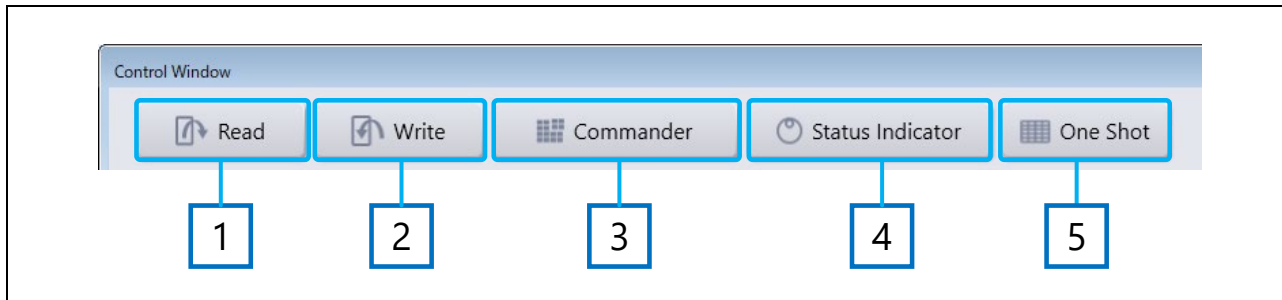 Control Window
Read Write Commander Status Indicator One Shot
1 2 3 4 5